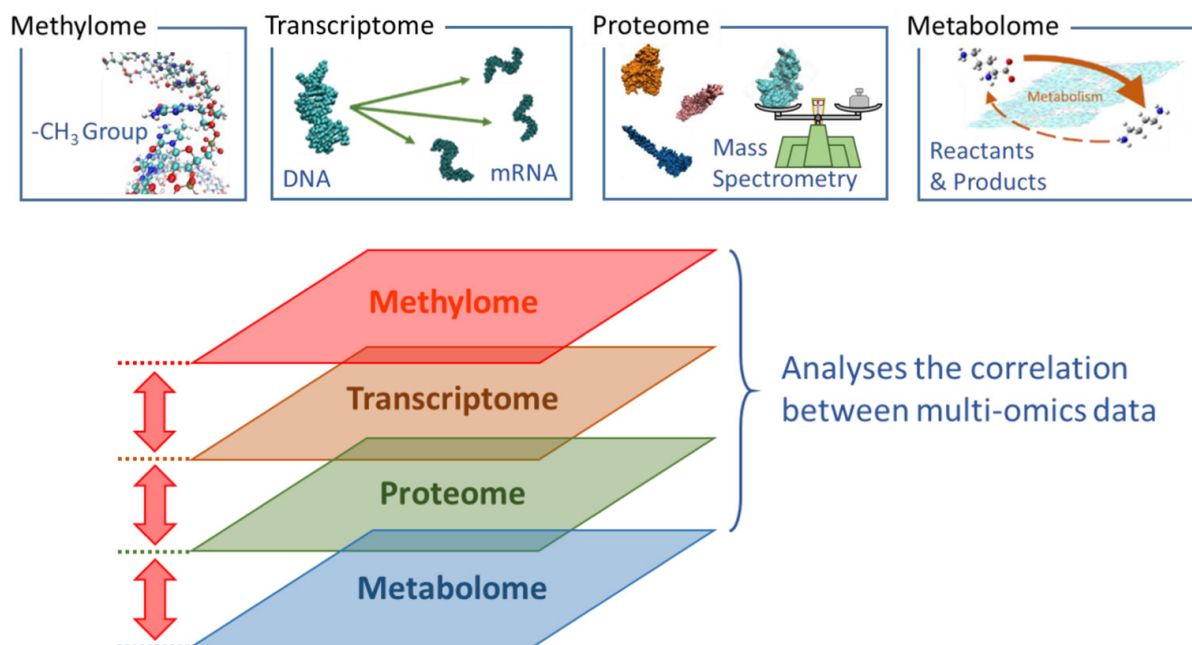 Methylome
-CH₃ Group
Transcriptome
DNA
mRNA
Proteome
Mass
Spectrometry
Metabolome
Metabolism
Reactants
& Products
Methylome
Transcriptome
Proteome
Metabolome
Analyses the correlation
between multi-omics data